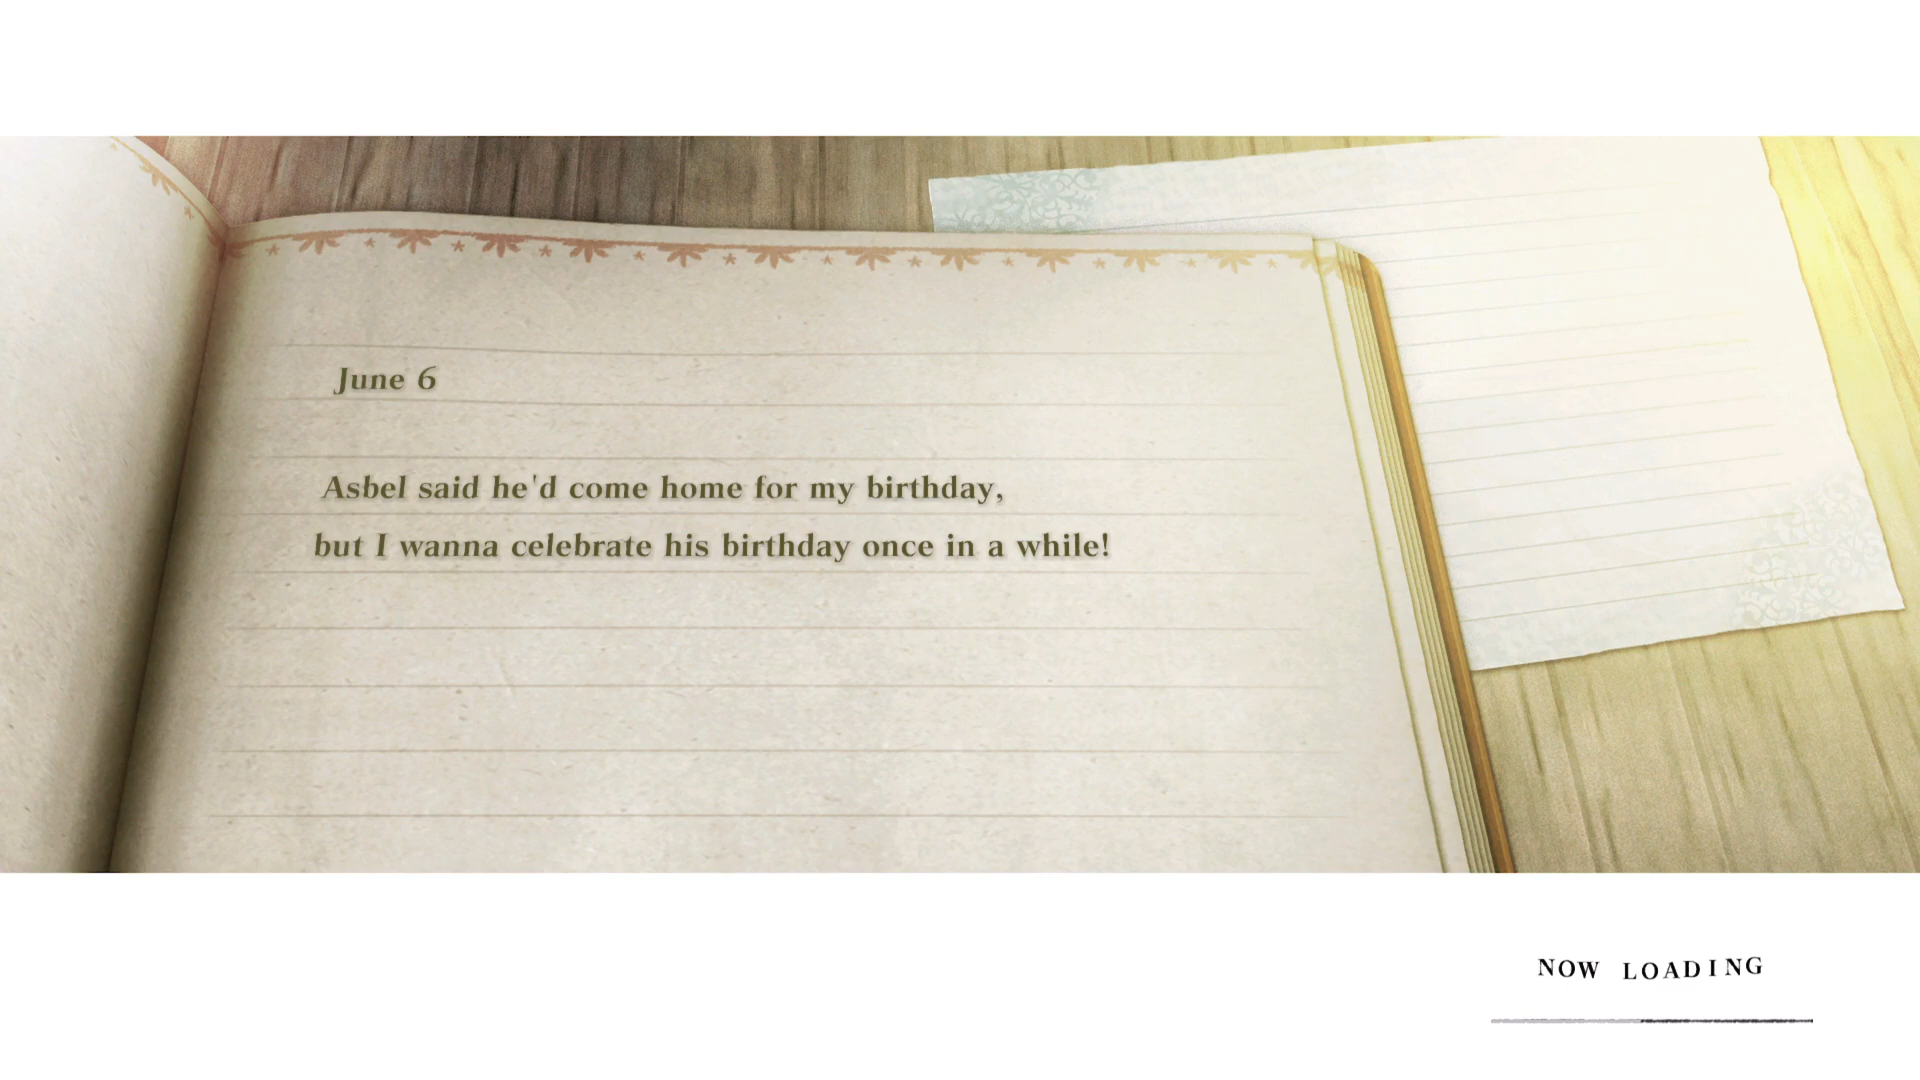 June 6
Asbel said he'd come home for my birthday,
but I wanna celebrate his birthday once in a while!
NOW LOADING